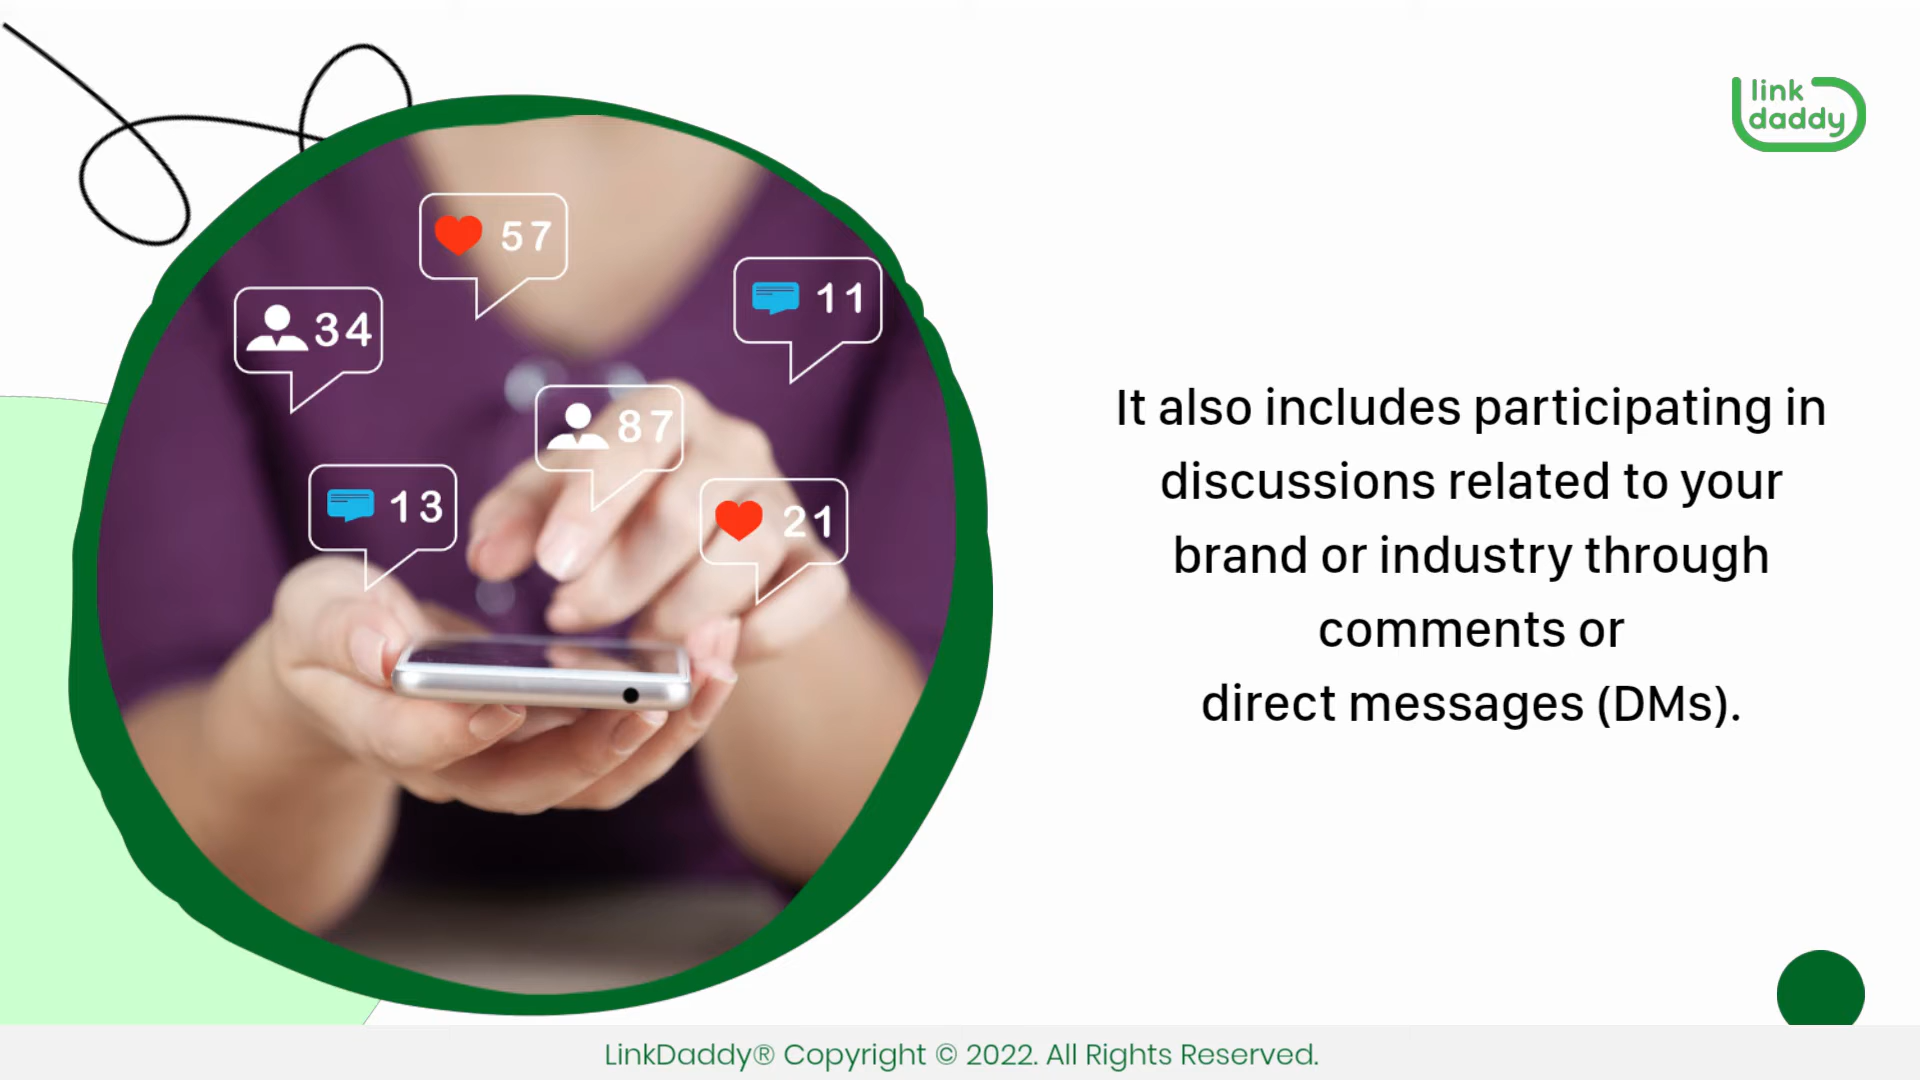 link
daddy
57
34
11
87
13
21
It also includes participating in
discussions related to your
brand or industry through
comments or
direct messages (DMs).
LinkDaddy® Copyright © 2022. All Rights Reserved.